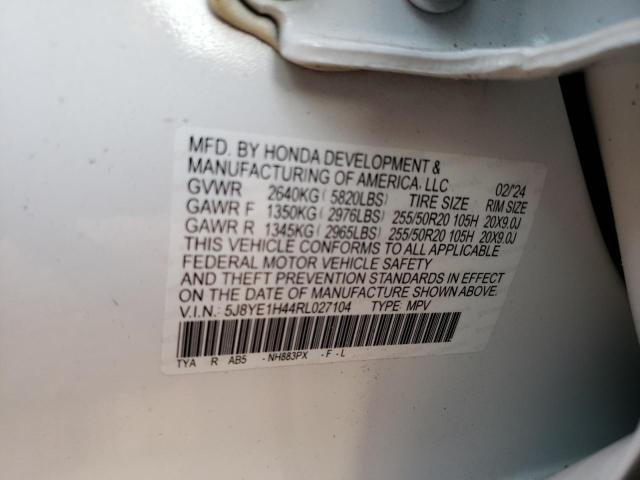 MFD. BY HONDA DEVELOPMENT &
MANUFACTURING OF AMERICA, LLC 02/'24
GVWR 2640KG ( 5820LBS) TIRE SIZE RIM SIZE
GAWR F 1350KG ( 2976LBS) 255/50R20 105H 20X9.0J
GAWR R 1345KG ( 2965LBS) 255/50R20 105H 20X9.0J
THIS VEHICLE CONFORMS TO ALL APPLICABLE
FEDERAL MOTOR VEHICLE SAFETY
AND THEFT PREVENTION STANDARDS IN EFFECT
ON THE DATE OF MANUFACTURE SHOWN ABOVE.
V.I.N.: 5J8YE1H44RL027104 TYPE: MPV
TYA R AB5 - NH883PX - F - L